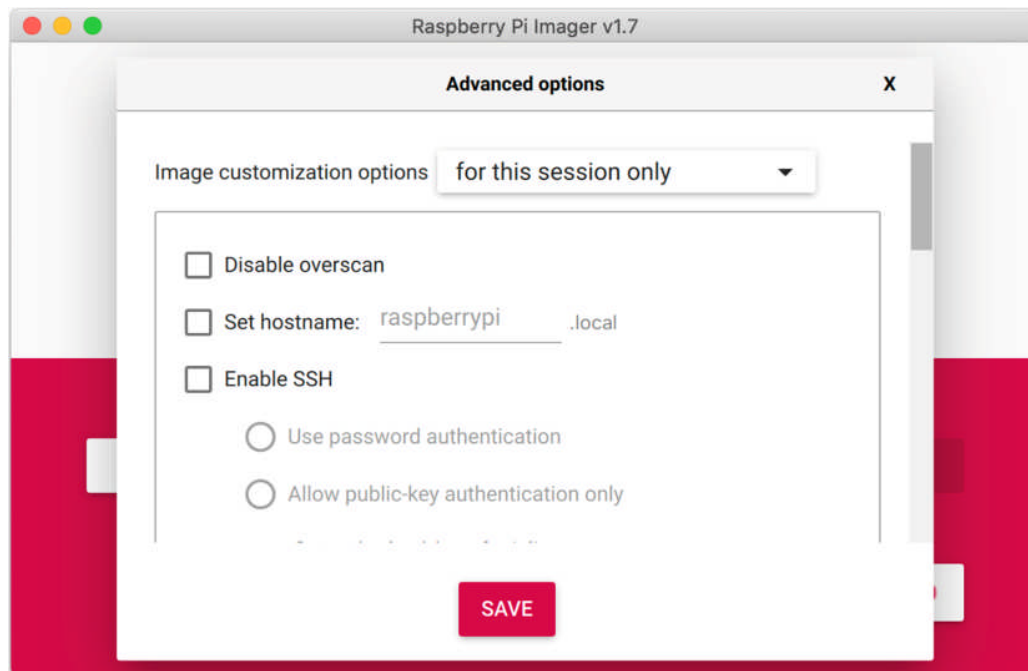 Raspberry Pi Imager v1.7
Advanced options X
Image customization options for this session only
Disable overscan
Set hostname: raspberrypi .local
Enable SSH
Use password authentication
Allow public-key authentication only
SAVE